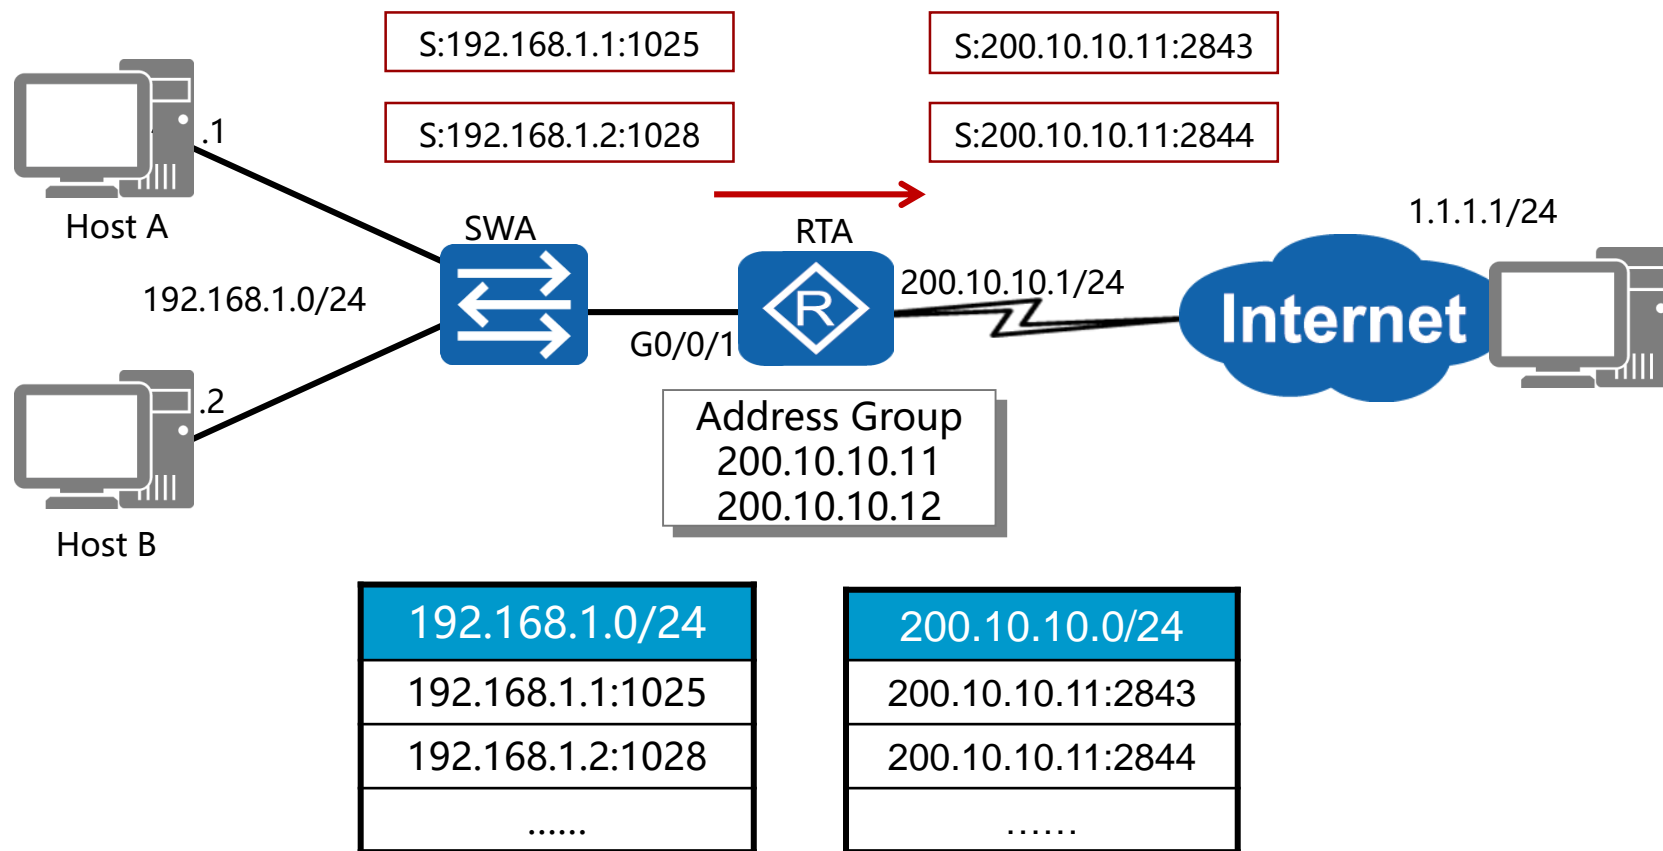 S:192.168.1.1:1025
S:200.10.10.11:2843
S:192.168.1.2:1028
S:200.10.10.11:2844
.1
Host A
SWA
RTA
1.1.1.1/24
192.168.1.0/24
200.10.10.1/24
R
Internet
G0/0/1
.2
Host B
Address Group
200.10.10.11
200.10.10.12
192.168.1.0/24
200.10.10.0/24
192.168.1.1:1025
200.10.10.11:2843
192.168.1.2:1028
200.10.10.11:2844
......
......